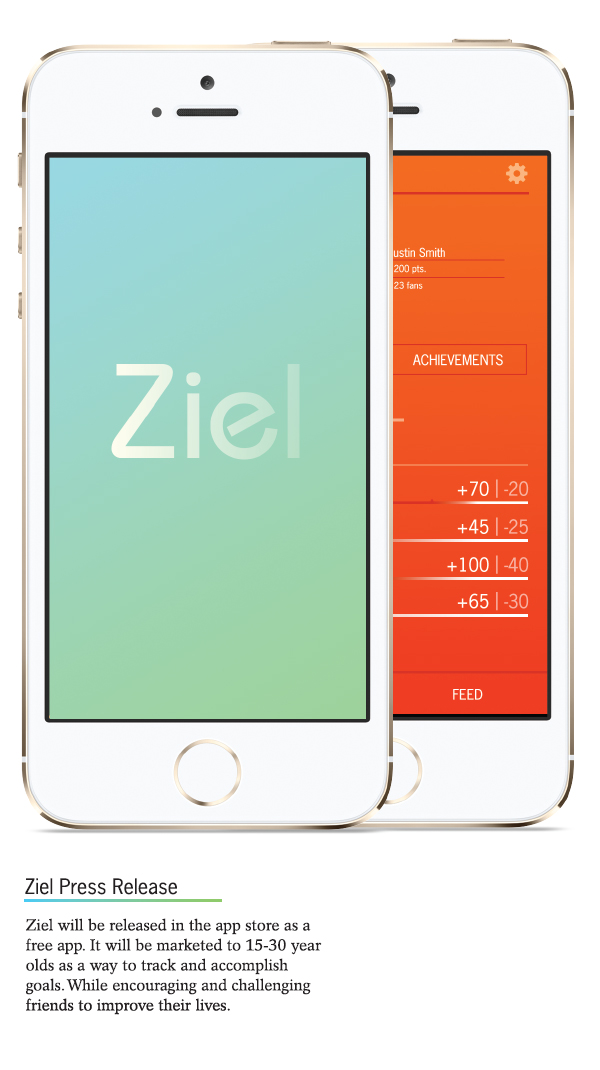 Ziel
ustin Smith
200 pts.
23 fans
ACHIEVEMENTS
+70 | -20
+45 | -25
+100 | -40
+65 | -30
FEED
Ziel Press Release
Ziel will be released in the app store as a
free app. It will be marketed to 15-30 year
olds as a way to track and accomplish
goals. While encouraging and challenging
friends to improve their lives.